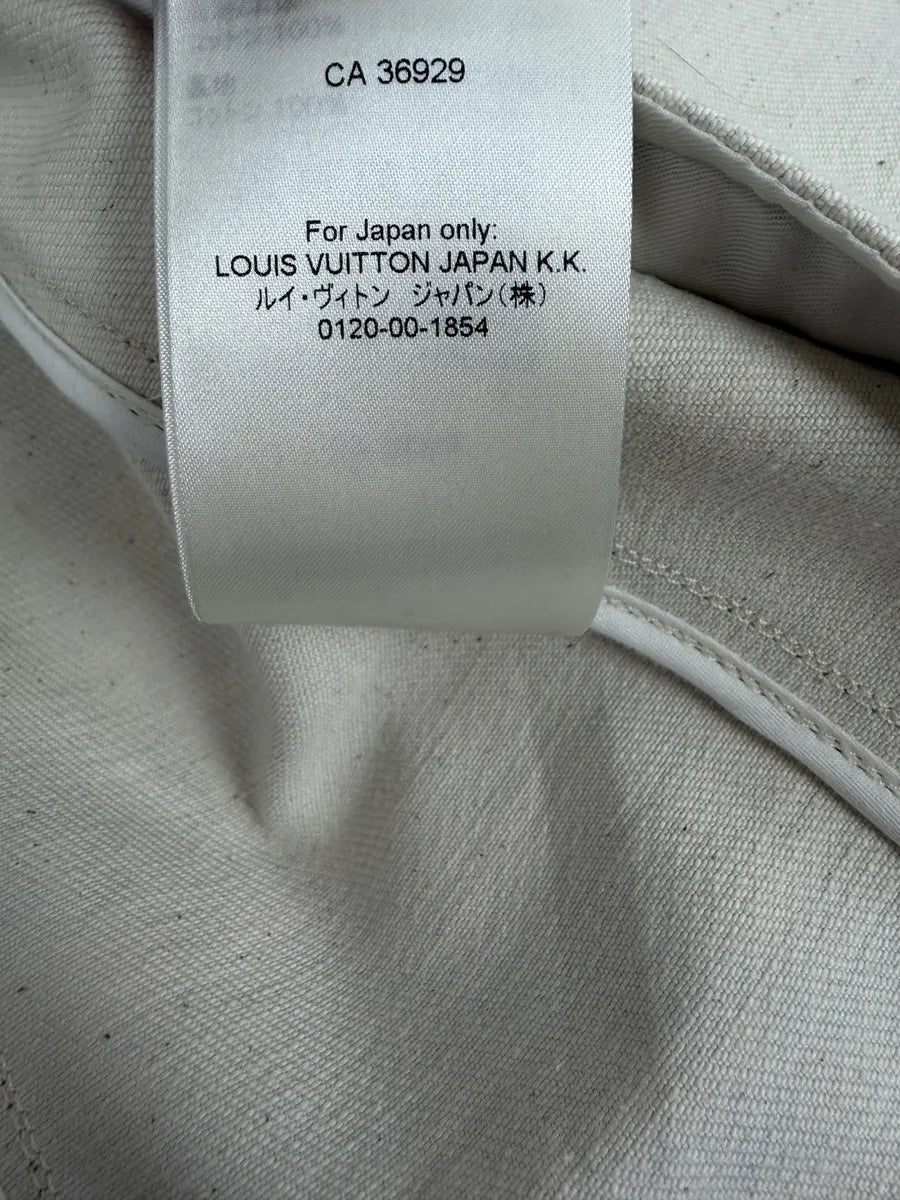 CA 36929
For Japan only:
LOUIS VUITTON JAPAN K.K.
ルイ・ヴィトン ジャパン(株)
0120-00-1854